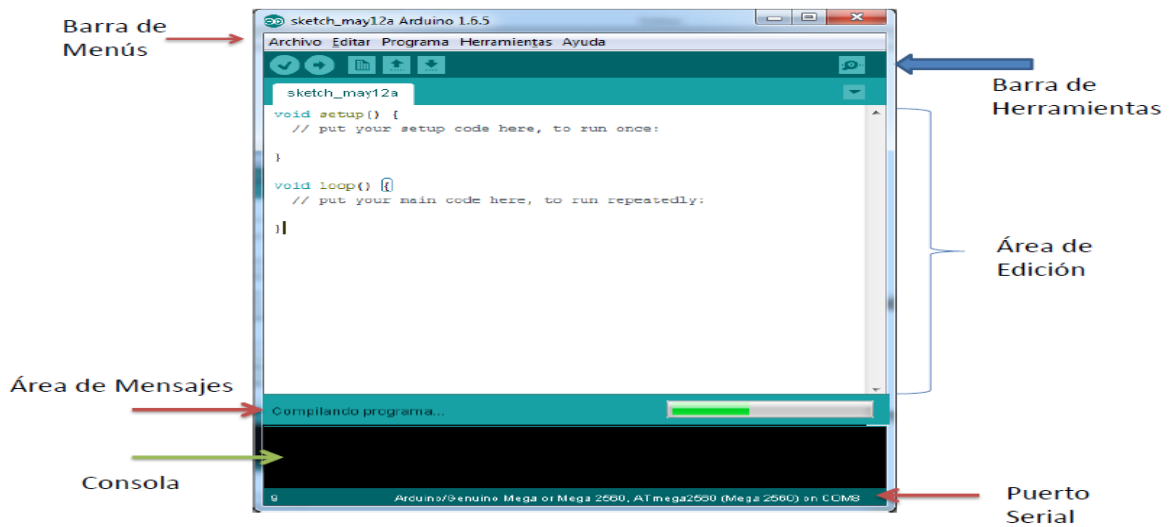 Barra de
Menús
sketch_may12a Arduino 1.6.5
Archivo Editar Programa Herramientas Ayuda
Barra de
Herramientas
sketch_may12a
void setup() {
// put your setup code here, to run once:
}
void loop() {
// put your main code here, to run repeatedly:
}
Área de
Edición
Área de Mensajes
Compilando programa...
Consola
9
Arduino/Genuino Mega or Mega 2560, ATmega2560 (Mega 2560) on COM8
Puerto
Serial